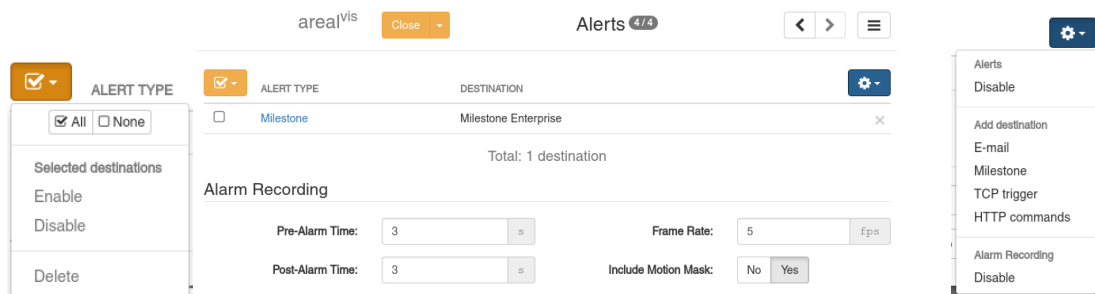 arealvis
Close
Alerts 4 / 4
ALERT TYPE
All
None
Selected destinations
Enable
Disable
Delete
ALERT TYPE
DESTINATION
Milestone
Milestone Enterprise
×
Total: 1 destination
Alarm Recording
Pre-Alarm Time:
3
s
Frame Rate:
5
fps
Post-Alarm Time:
3
s
Include Motion Mask:
No
Yes
Alerts
Disable
Add destination
E-mail
Milestone
TCP trigger
HTTP commands
Alarm Recording
Disable